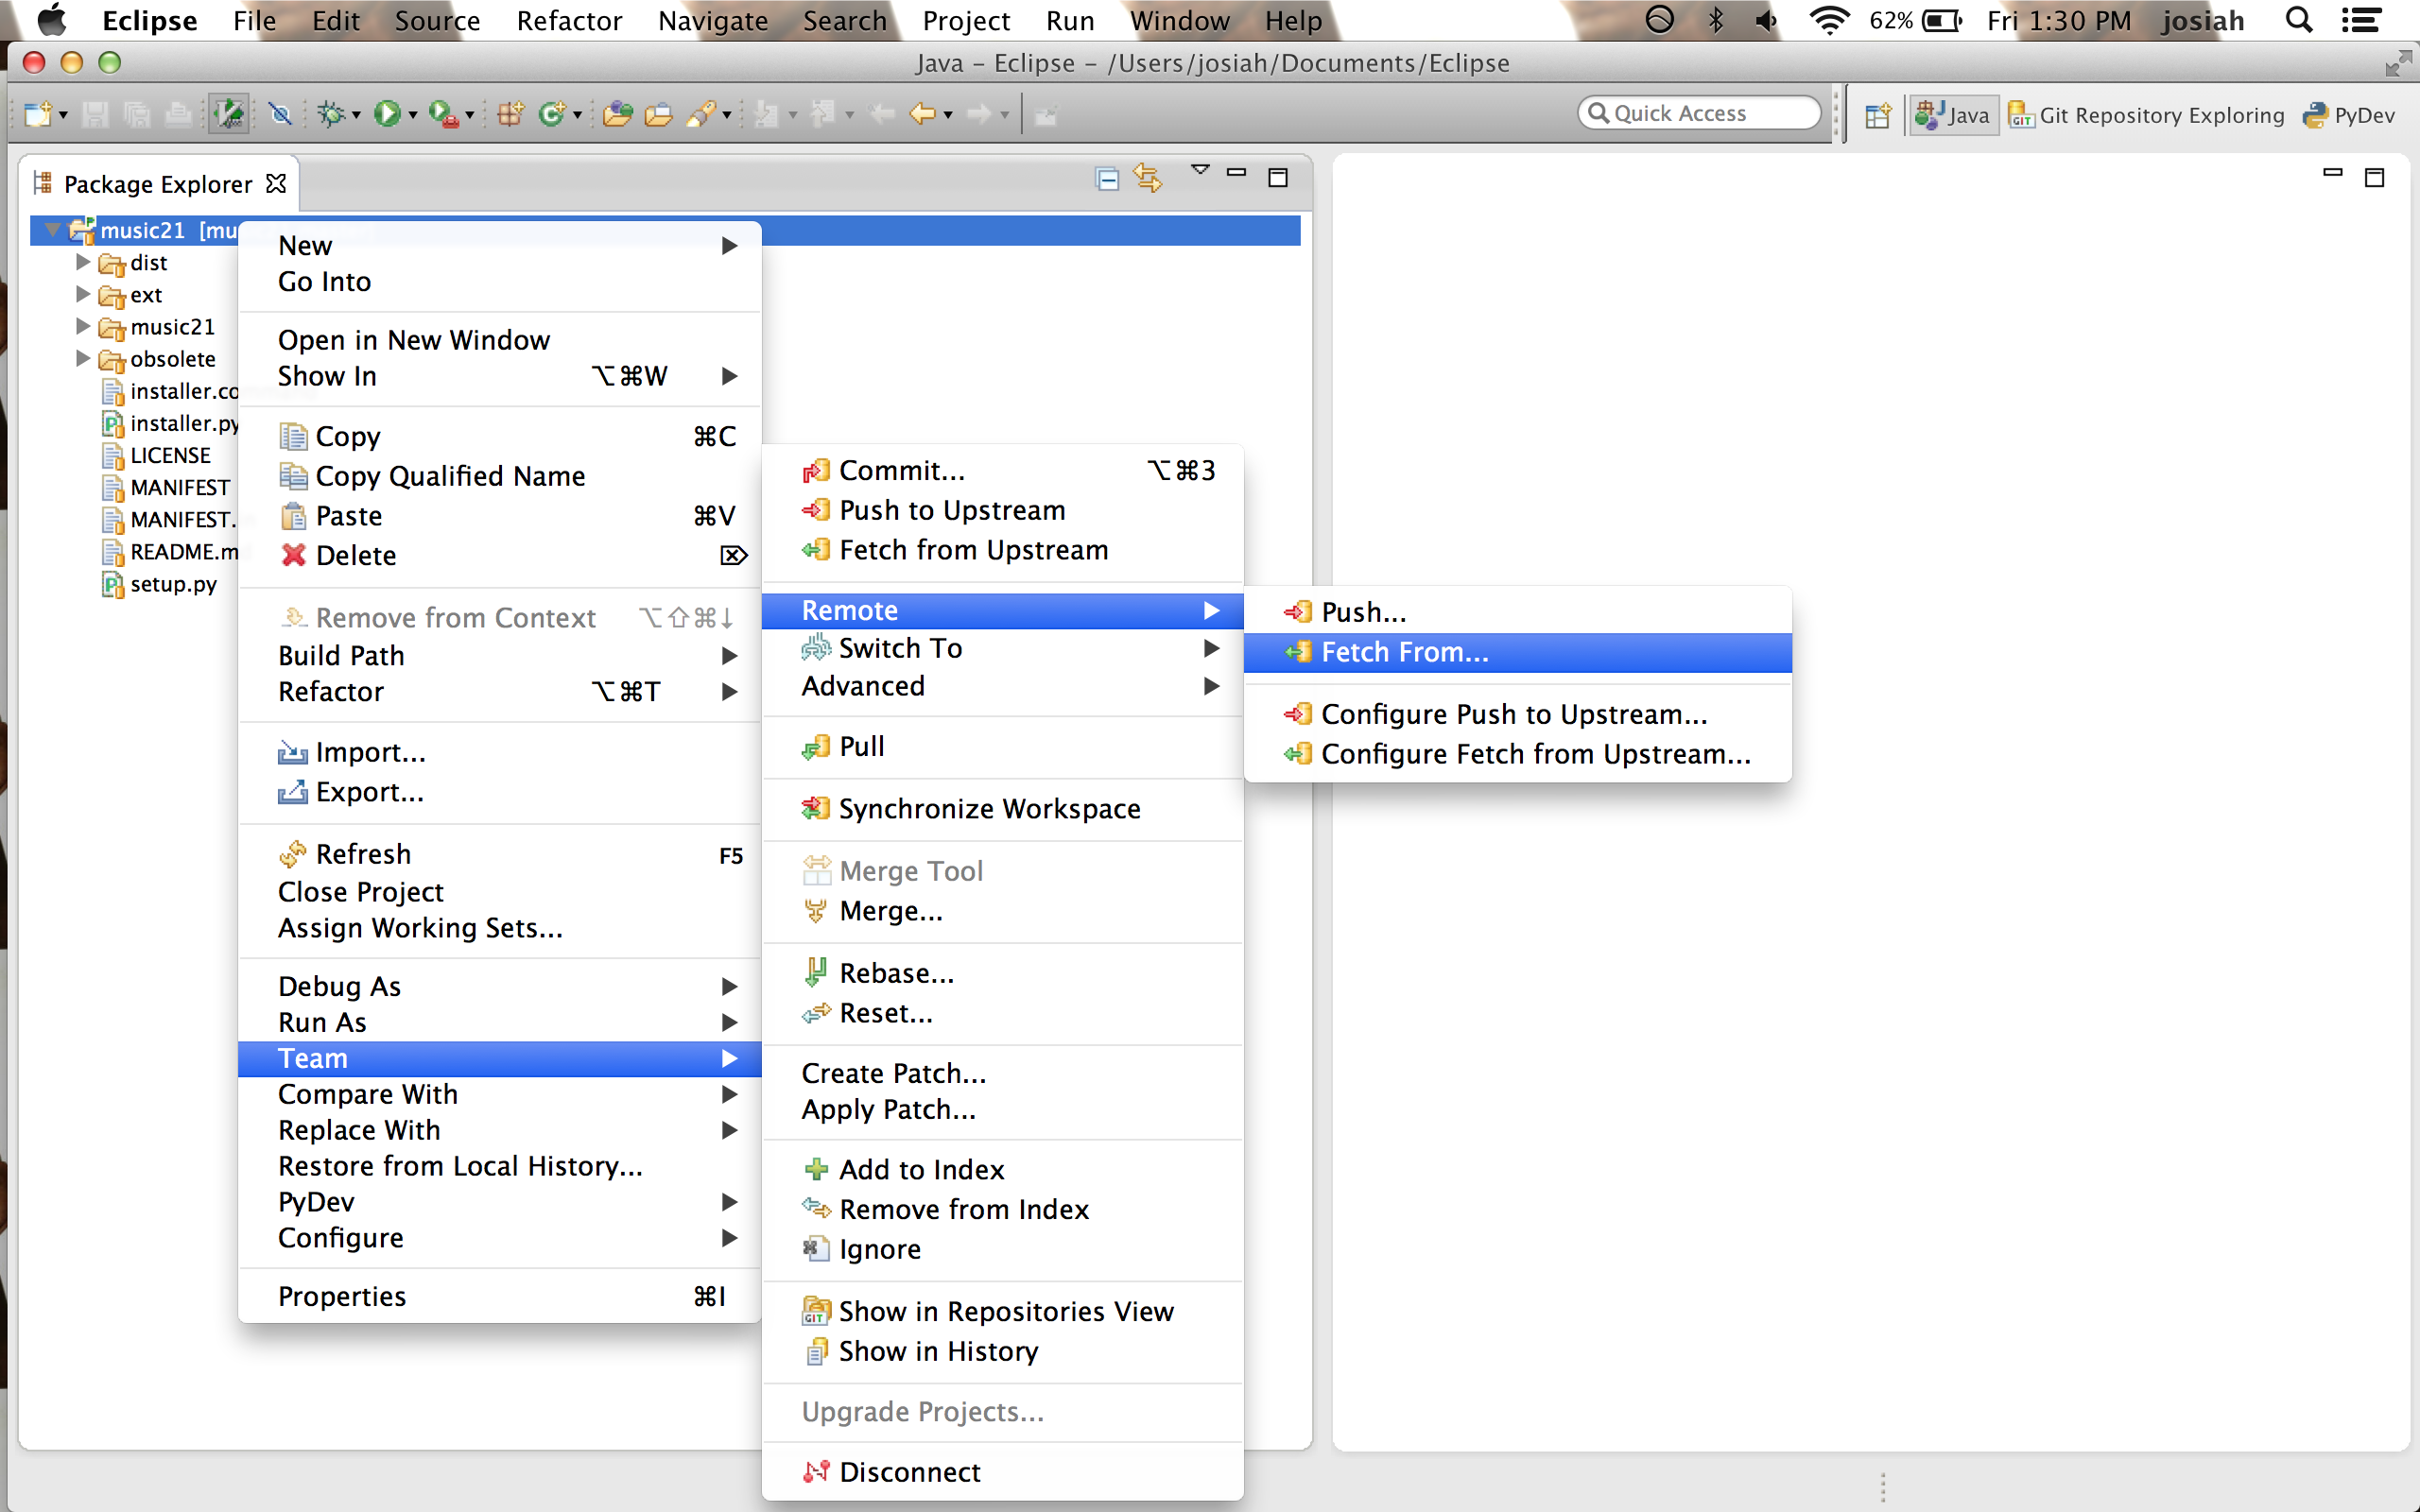 Eclipse File Edit Source Refactor Navigate Search Project Run Window Help 62% Fri 1:30 PM josiah
Java – Eclipse – /Users/josiah/Documents/Eclipse
Quick Access Java GIT Git Repository Exploring PyDev
Package Explorer
music21 [mu
dist
ext
music21
obsolete
installer.co
installer.py
LICENSE
MANIFEST
MANIFEST.
README.m
setup.py
New
Go Into
Open in New Window
Show In ⌥⌘W
Copy ⌘C
Copy Qualified Name
Paste ⌘V
Delete ⌦
Remove from Context ⌥⇧⌘↓
Build Path
Refactor ⌥⌘T
Import...
Export...
Refresh F5
Close Project
Assign Working Sets...
Debug As
Run As
Team
Compare With
Replace With
Restore from Local History...
PyDev
Configure
Properties ⌘I
Commit... ⌥⌘3
Push to Upstream
Fetch from Upstream
Remote
Switch To
Advanced
Pull
Synchronize Workspace
Merge Tool
Merge...
Rebase...
Reset...
Create Patch...
Apply Patch...
Add to Index
Remove from Index
Ignore
GIT Show in Repositories View
Show in History
Upgrade Projects...
Disconnect
Push...
Fetch From...
Configure Push to Upstream...
Configure Fetch from Upstream...